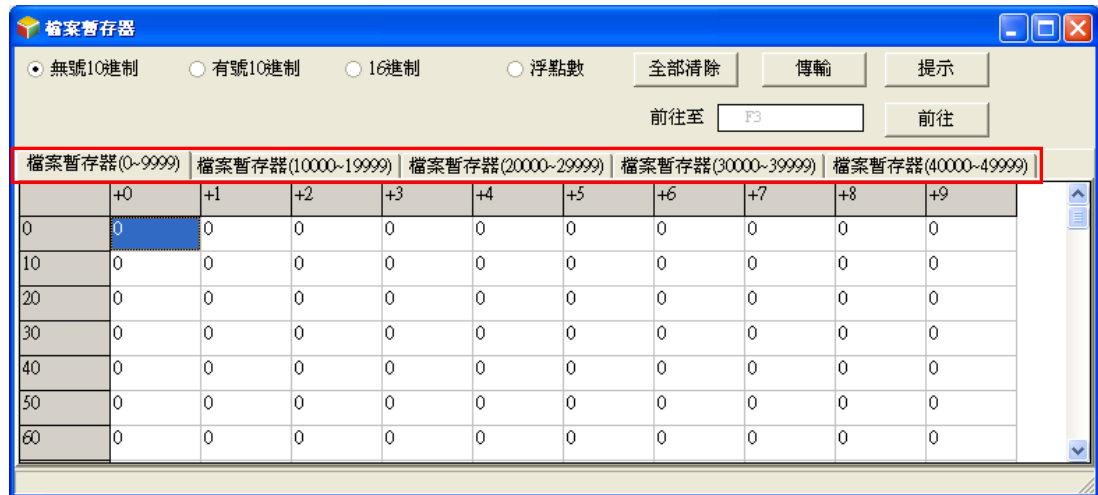 檔案暫存器
無號10進制 有號10進制 16進制 浮點數 全部清除 傳輸 提示
前往至 F3 前往
檔案暫存器(0~9999) 檔案暫存器(10000~19999) 檔案暫存器(20000~29999) 檔案暫存器(30000~39999) 檔案暫存器(40000~49999)
+0 +1 +2 +3 +4 +5 +6 +7 +8 +9
0 0 0 0 0 0 0 0 0 0 0
10 0 0 0 0 0 0 0 0 0 0
20 0 0 0 0 0 0 0 0 0 0
30 0 0 0 0 0 0 0 0 0 0
40 0 0 0 0 0 0 0 0 0 0
50 0 0 0 0 0 0 0 0 0 0
60 0 0 0 0 0 0 0 0 0 0